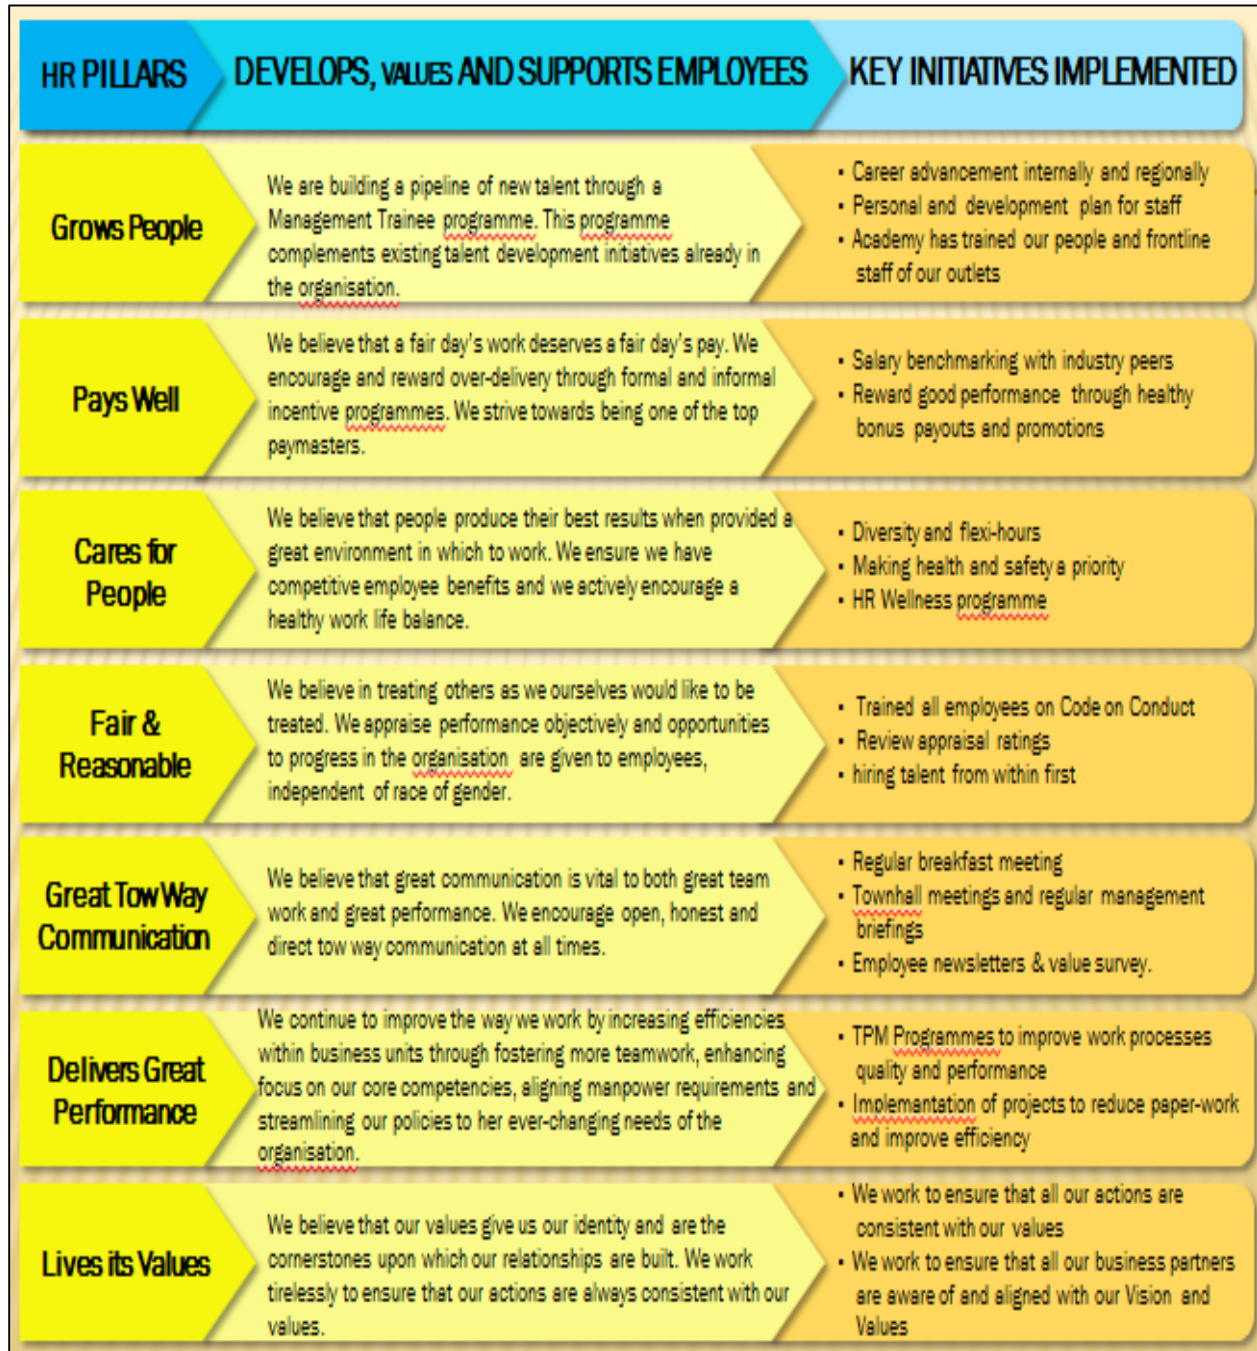 HR PILLARS
DEVELOPS, VALUES AND SUPPORTS EMPLOYEES
KEY INITIATIVES IMPLEMENTED
Grows People
We are building a pipeline of new talent through a
Management Trainee programme. This programme
complements existing talent development initiatives already in
the organisation.
• Career advancement internally and regionally
• Personal and development plan for staff
• Academy has trained our people and frontline
staff of our outlets
Pays Well
We believe that a fair day's work deserves a fair day's pay. We
encourage and reward over-delivery through formal and informal
incentive programmes. We strive towards being one of the top
paymasters.
• Salary benchmarking with industry peers
• Reward good performance through healthy
bonus payouts and promotions
Cares for
People
We believe that people produce their best results when provided a
great environment in which to work. We ensure we have
competitive employee benefits and we actively encourage a
healthy work life balance.
• Diversity and flexi-hours
• Making health and safety a priority
• HR Wellness programme
Fair &
Reasonable
We believe in treating others as we ourselves would like to be
treated. We appraise performance objectively and opportunities
to progress in the organisation are given to employees,
independent of race of gender.
• Trained all employees on Code on Conduct
• Review appraisal ratings
• hiring talent from within first
Great Tow Way
Communication
We believe that great communication is vital to both great team
work and great performance. We encourage open, honest and
direct tow way communication at all times.
• Regular breakfast meeting
• Townhall meetings and regular management
briefings
• Employee newsletters & value survey.
Delivers Great
Performance
We continue to improve the way we work by increasing efficiencies
within business units through fostering more teamwork, enhancing
focus on our core competencies, aligning manpower requirements and
streamlining our policies to her ever-changing needs of the
organisation.
• TPM Programmes to improve work processes
quality and performance
• Implemantation of projects to reduce paper-work
and improve efficiency
Lives its Values
We believe that our values give us our identity and are the
cornerstones upon which our relationships are built. We work
tirelessly to ensure that our actions are always consistent with our
values.
• We work to ensure that all our actions are
consistent with our values
• We work to ensure that all our business partners
are aware of and aligned with our Vision and
Values